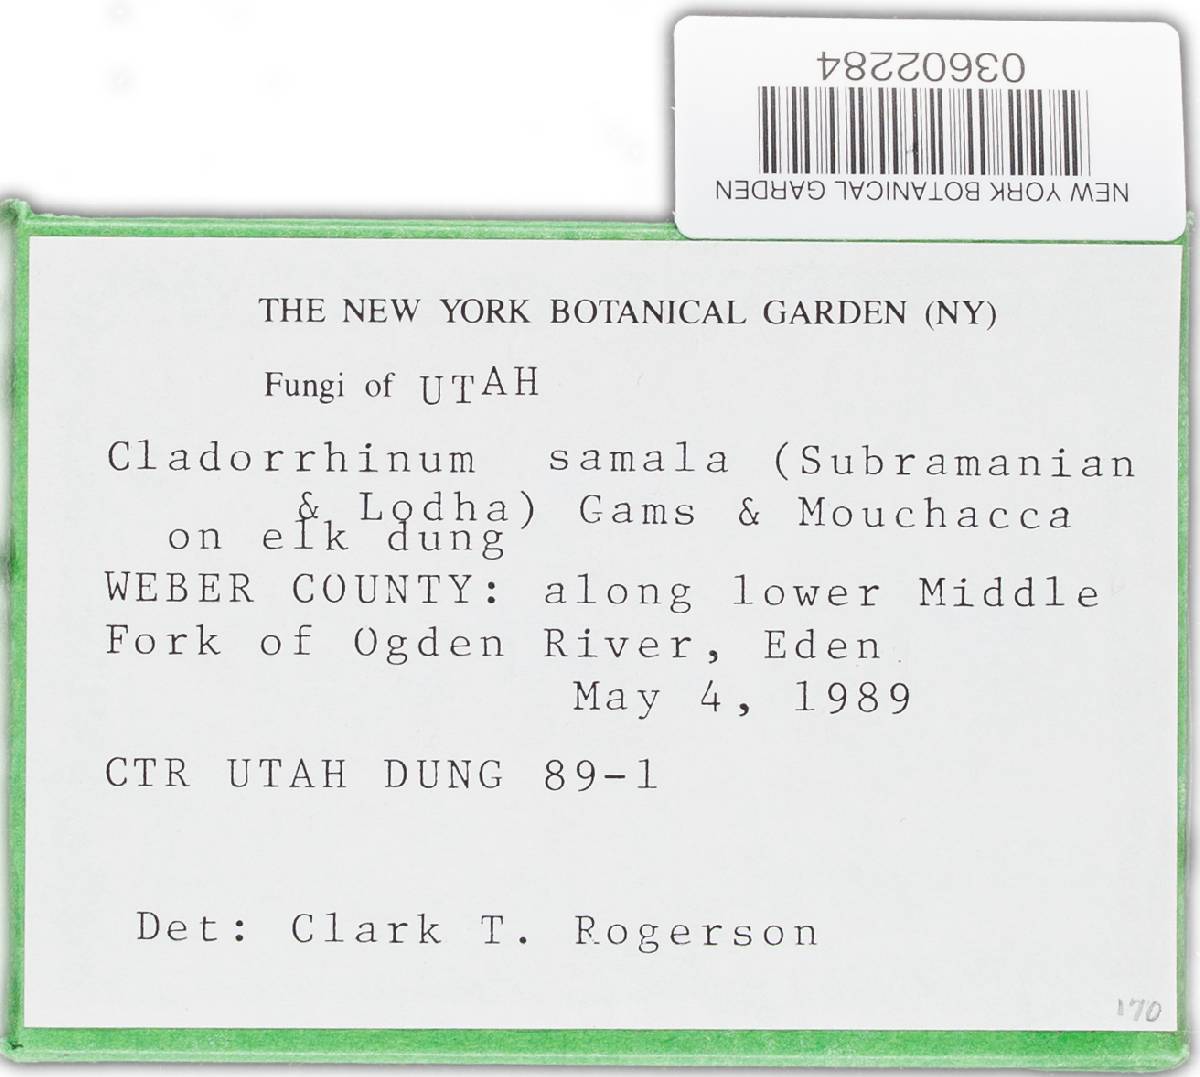 03602284
NEW YORK BOTANICAL GARDEN
THE NEW YORK BOTANICAL GARDEN (NY)
Fungi of UTAH
Cladorrhinum samala (Subramanian
& Lodha) Gams & Mouchacca
on elk dung
WEBER COUNTY: along lower Middle
Fork of Ogden River, Eden
May 4, 1989
CTR UTAH DUNG 89-1
Det: Clark T. Rogerson
170